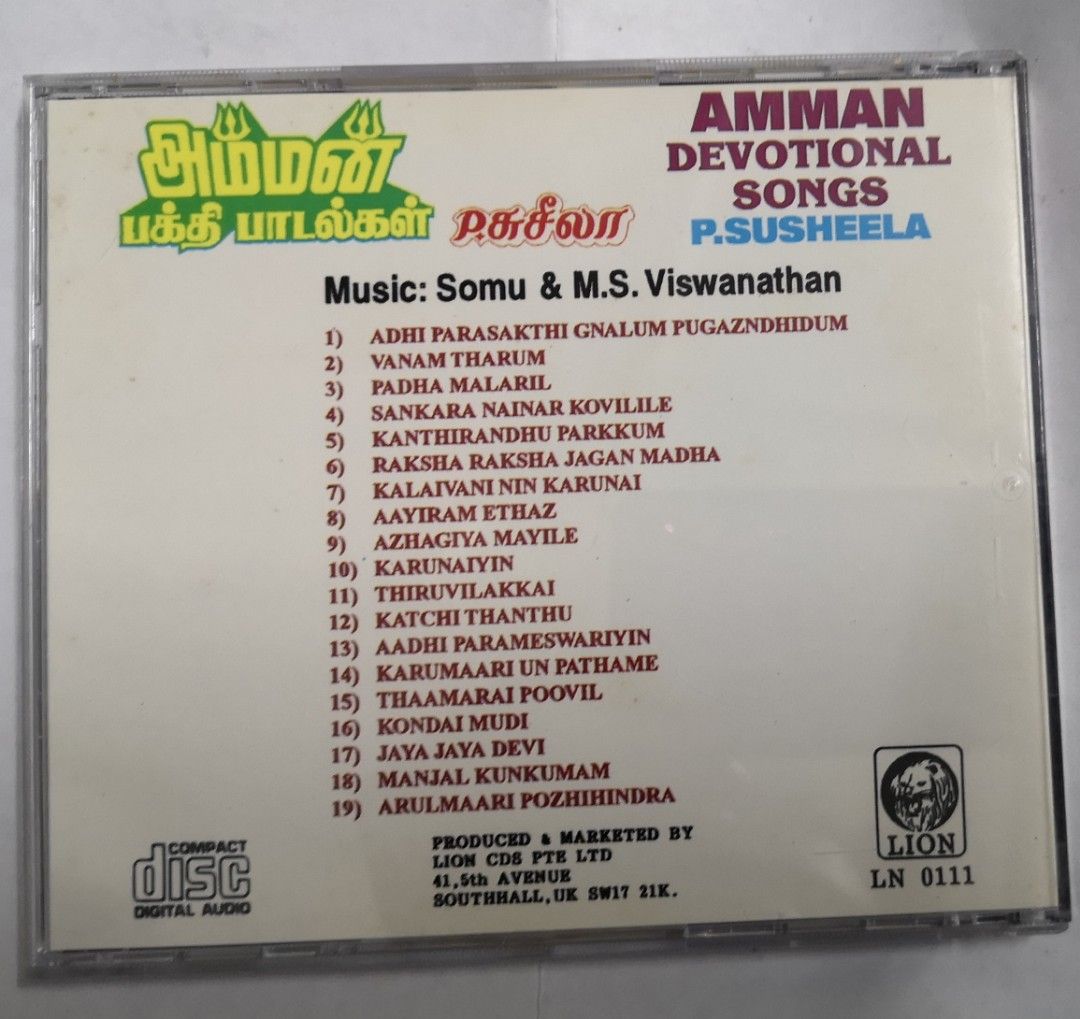 அம்மன்
பக்தி பாடல்கள்
P.சுசீலா
AMMAN
DEVOTIONAL
SONGS
P.SUSHEELA
Music: Somu & M.S. Viswanathan
1) ADHI PARASAKTHI GNALUM PUGAZNDHIDUM
2) VANAM THARUM
3) PADHA MALARIL
4) SANKARA NAINAR KOVILILE
5) KANTHIRANDHU PARKKUM
6) RAKSHA RAKSHA JAGAN MADHA
7) KALAIVANI NIN KARUNAI
8) AAYIRAM ETHAZ
9) AZHAGIYA MAYILE
10) KARUNAIYIN
11) THIRUVILAKKAI
12) KATCHI THANTHU
13) AADHI PARAMESWARIYIN
14) KARUMAARI UN PATHAME
15) THAAMARAI POOVIL
16) KONDAI MUDI
17) JAYA JAYA DEVI
18) MANJAL KUNKUMAM
19) ARULMAARI POZHIHINDRA
COMPACT
disc
DIGITAL AUDIO
PRODUCED & MARKETED BY
LION CDS PTE LTD
41,5th AVENUE
SOUTHHALL,UK SW17 21K.
LION
LN 0111